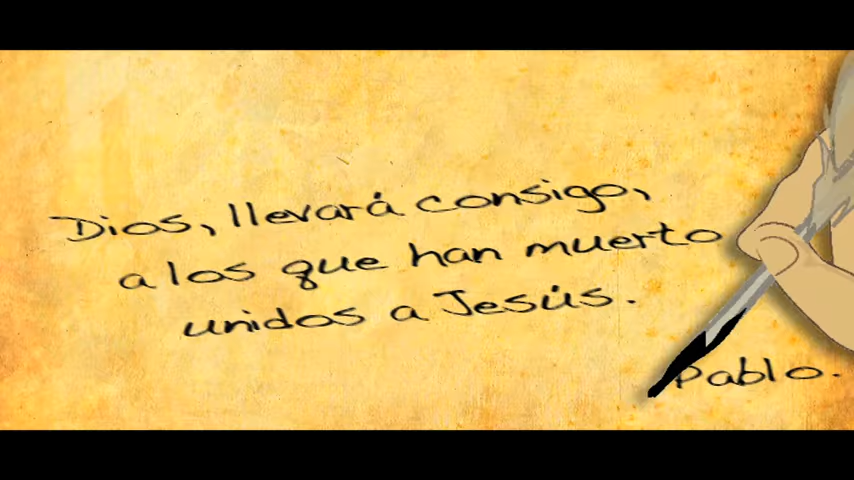 Dios, llevará consigo,
a los que han muerto
unidos a Jesús.
Pablo.